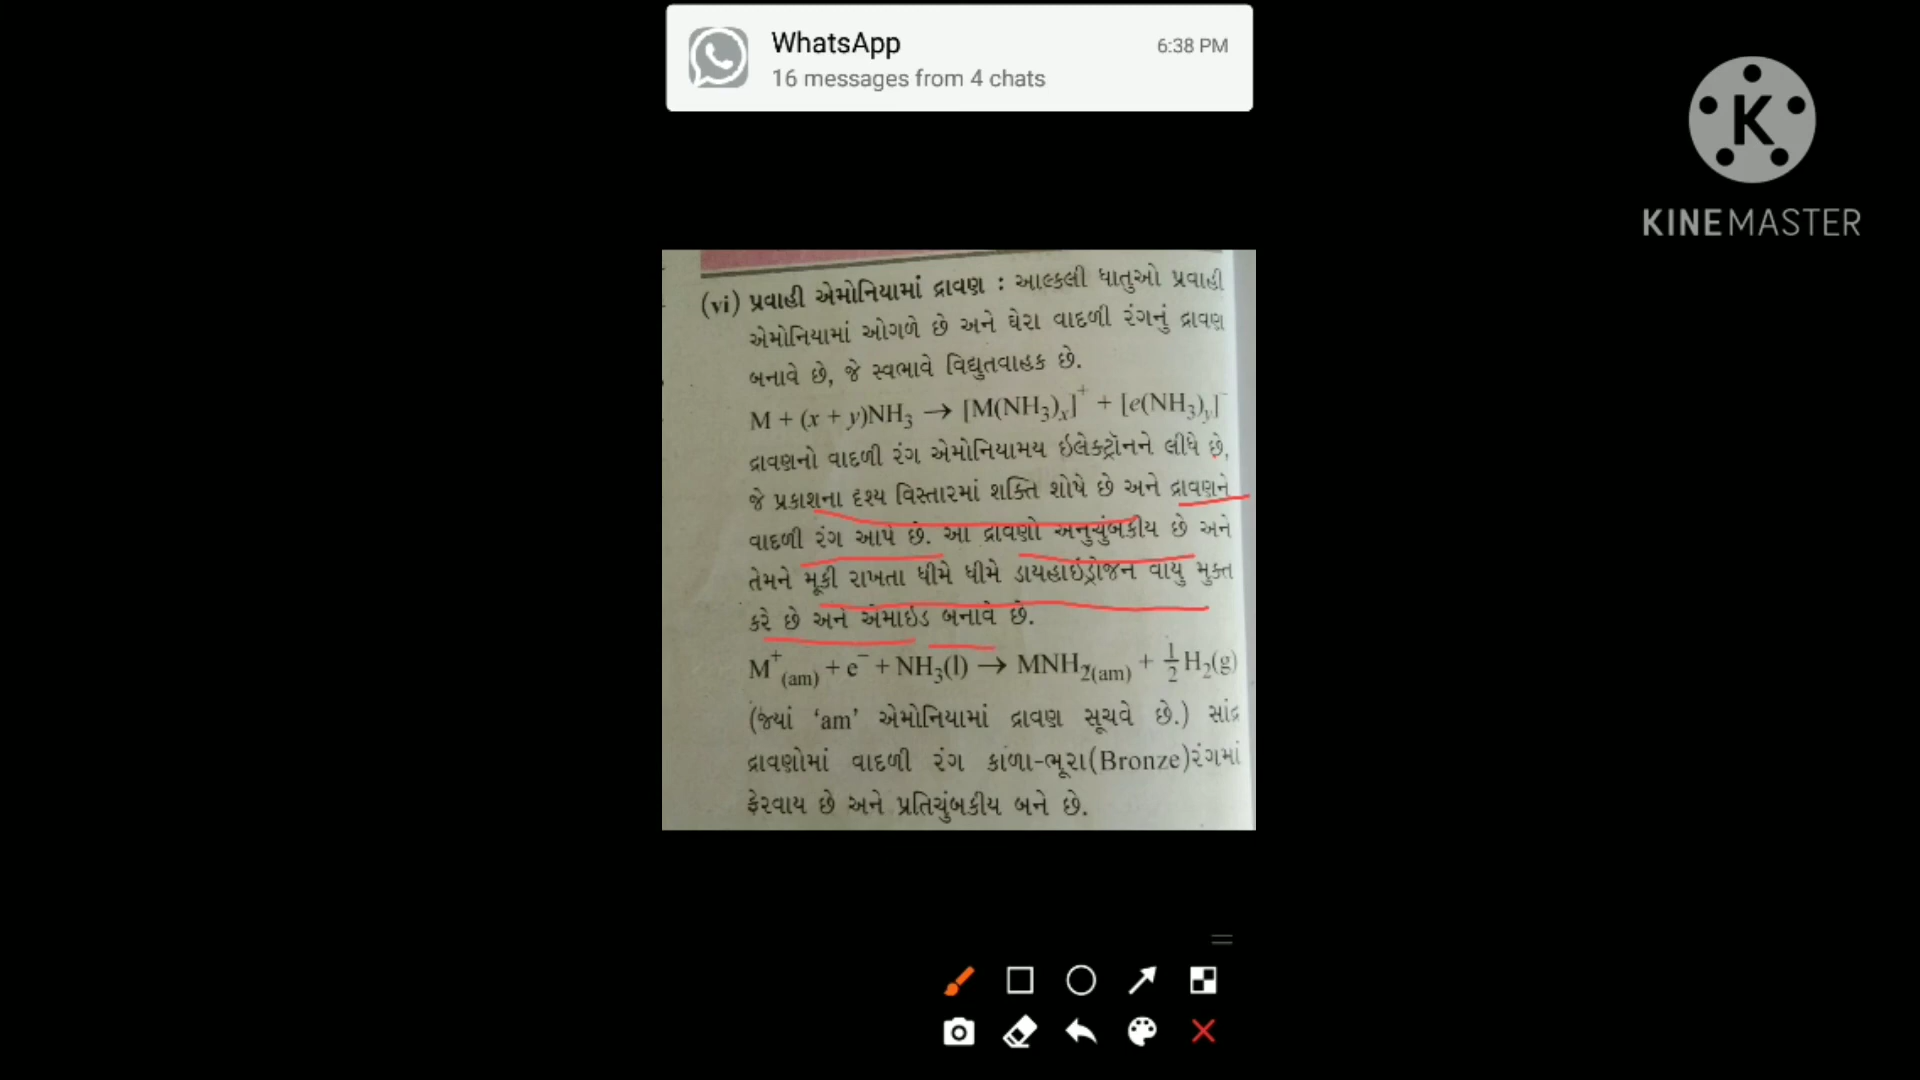 WhatsApp
6:38 PM
16 messages from 4 chats
K
KINEMASTER
(vi) પ્રવાહી એમોનિયામાં દ્રાવણ : આલ્કલી ધાતુઓ પ્રવાહી
એમોનિયામાં ઓગળે છે અને ઘેરા વાદળી રંગનું દ્રાવણ
બનાવે છે, જે સ્વભાવે વિદ્યુતવાહક છે.
M + (x + y)NH₃ → [M(NH₃)ₓ]⁺ + [e(NH₃)ᵧ]⁻
દ્રાવણનો વાદળી રંગ એમોનિયામય ઇલેક્ટ્રૉનને લીધે છે,
જે પ્રકાશના દૃશ્ય વિસ્તારમાં શક્તિ શોષે છે અને દ્રાવણને
વાદળી રંગ આપે છે. આ દ્રાવણો અનુચુંબકીય છે અને
તેમને મૂકી રાખતા ધીમે ધીમે ડાયહાઈડ્રોજન વાયુ મુક્ત
કરે છે અને એમાઇડ બનાવે છે.
M⁺(am) + e⁻ + NH₃(l) → MNH₂(am) + ½H₂(g)
(જ્યાં ‘am’ એમોનિયામાં દ્રાવણ સૂચવે છે.) સાંદ્ર
દ્રાવણોમાં વાદળી રંગ કાળા-ભૂરા(Bronze)રંગમાં
ફેરવાય છે અને પ્રતિચુંબકીય બને છે.